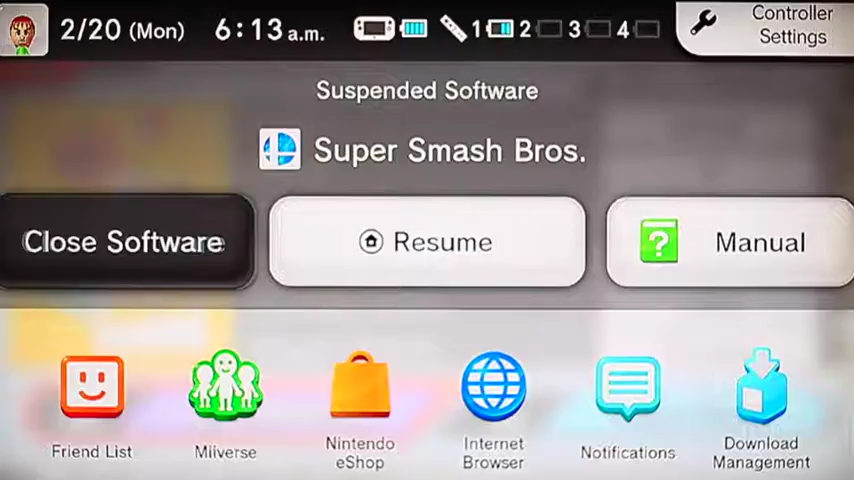 2/20 (Mon) 6:13 a.m. 1 2 3 4 Controller Settings
Suspended Software
Super Smash Bros.
Close Software Resume ? Manual
Friend List Miiverse Nintendo eShop Internet Browser Notifications Download Management